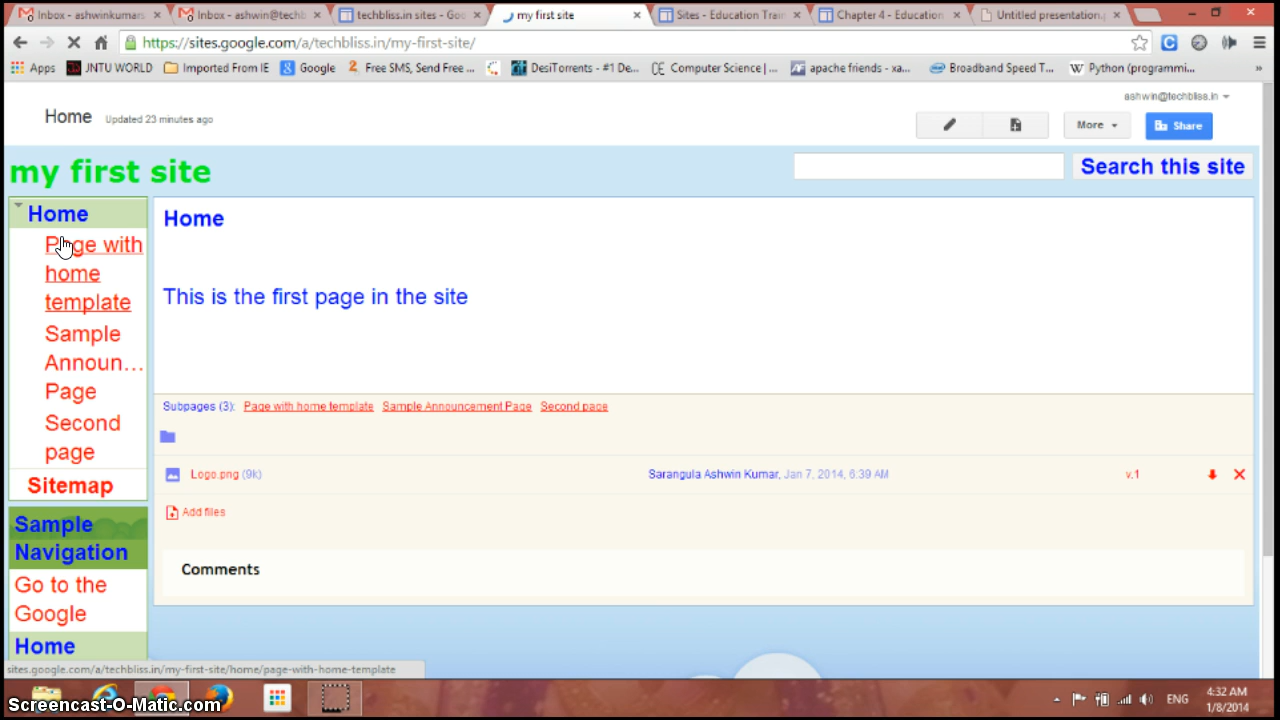 Inbox - ashwinkumars
Inbox - ashwin@techb
techbliss.in sites - Goo
my first site
Sites - Education Train
Chapter 4 - Education
Untitled presentation.
https://sites.google.com/a/techbliss.in/my-first-site/
Apps
JNTU WORLD
Imported From IE
Google
Free SMS, Send Free ...
DesiTorrents - #1 De...
Computer Science | ...
apache friends - xa...
Broadband Speed T...
Python (programmi...
»
ashwin@techbliss.in
Home
Updated 23 minutes ago
More
Share
my first site
Search this site
Home
Page with
home
template
Sample
Announ...
Page
Second
page
Sitemap
Sample
Navigation
Go to the
Google
Home
Home
This is the first page in the site
Subpages (3): Page with home template Sample Announcement Page Second page
Logo.png (9k)
Sarangula Ashwin Kumar, Jan 7, 2014, 6:39 AM
v.1
Add files
Comments
sites.google.com/a/techbliss.in/my-first-site/home/page-with-home-template
Screencast-O-Matic.com
ENG
4:32 AM
1/8/2014